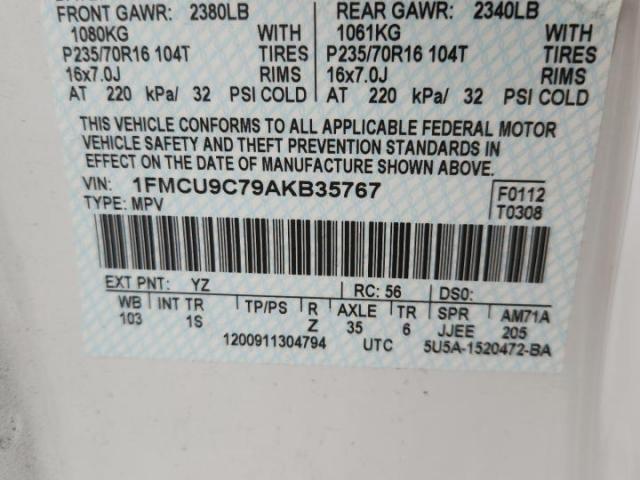 FRONT GAWR: 2380LB REAR GAWR: 2340LB
1080KG WITH 1061KG WITH
P235/70R16 104T TIRES P235/70R16 104T TIRES
16x7.0J RIMS 16x7.0J RIMS
AT 220 kPa/ 32 PSI COLD AT 220 kPa/ 32 PSI COLD
THIS VEHICLE CONFORMS TO ALL APPLICABLE FEDERAL MOTOR
VEHICLE SAFETY AND THEFT PREVENTION STANDARDS IN
EFFECT ON THE DATE OF MANUFACTURE SHOWN ABOVE.
VIN: 1FMCU9C79AKB35767 F0112
TYPE: MPV T0308
EXT PNT: YZ RC: 56 DS0:
WB INT TR TP/PS R AXLE TR SPR AM71A
103 1S Z 35 6 JJEE 205
1200911304794 UTC 5U5A-1520472-BA